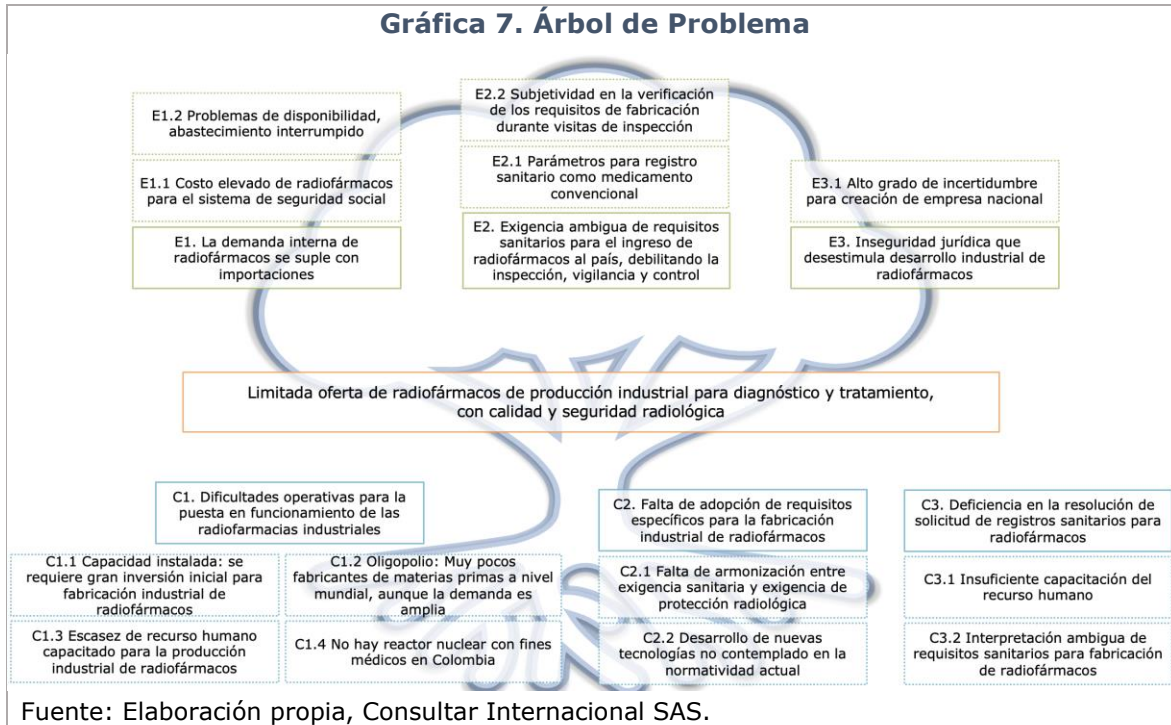 Gráfica 7. Árbol de Problema
E1.2 Problemas de disponibilidad,
abastecimiento interrumpido
E1.1 Costo elevado de radiofármacos
para el sistema de seguridad social
E1. La demanda interna de
radiofármacos se suple con
importaciones
E2.2 Subjetividad en la verificación
de los requisitos de fabricación
durante visitas de inspección
E2.1 Parámetros para registro
sanitario como medicamento
convencional
E2. Exigencia ambigua de requisitos
sanitarios para el ingreso de
radiofármacos al país, debilitando la
inspección, vigilancia y control
E3.1 Alto grado de incertidumbre
para creación de empresa nacional
E3. Inseguridad jurídica que
desestimula desarrollo industrial de
radiofármacos
Limitada oferta de radiofármacos de producción industrial para diagnóstico y tratamiento,
con calidad y seguridad radiológica
C1. Dificultades operativas para la
puesta en funcionamiento de las
radiofarmacias industriales
C1.1 Capacidad instalada: se
requiere gran inversión inicial para
fabricación industrial de
radiofármacos
C1.2 Oligopolio: Muy pocos
fabricantes de materias primas a nivel
mundial, aunque la demanda es
amplia
C1.3 Escasez de recurso humano
capacitado para la producción
industrial de radiofármacos
C1.4 No hay reactor nuclear con fines
médicos en Colombia
C2. Falta de adopción de requisitos
específicos para la fabricación
industrial de radiofármacos
C2.1 Falta de armonización entre
exigencia sanitaria y exigencia de
protección radiológica
C2.2 Desarrollo de nuevas
tecnologías no contemplado en la
normatividad actual
C3. Deficiencia en la resolución de
solicitud de registros sanitarios para
radiofármacos
C3.1 Insuficiente capacitación del
recurso humano
C3.2 Interpretación ambigua de
requisitos sanitarios para fabricación
de radiofármacos
Fuente: Elaboración propia, Consultar Internacional SAS.